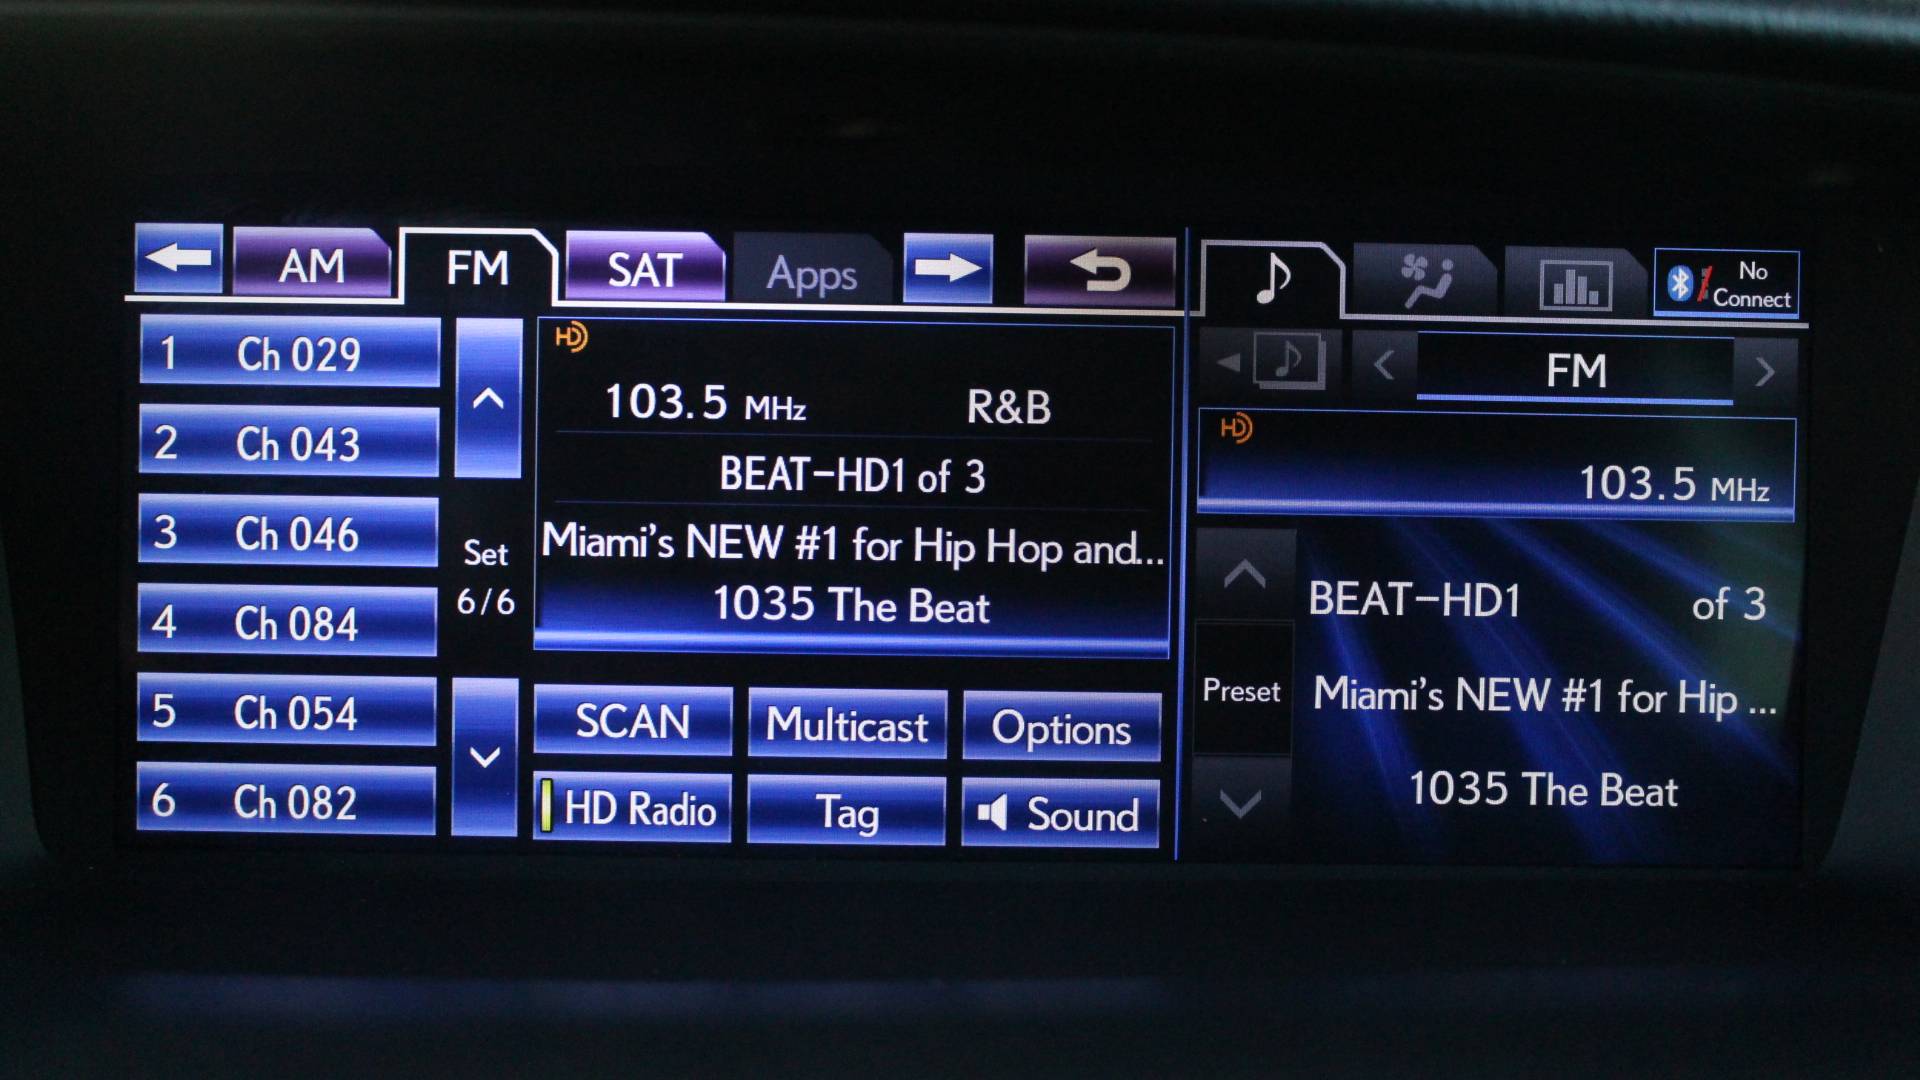 AM FM SAT Apps
1 Ch 029
2 Ch 043
3 Ch 046
4 Ch 084
5 Ch 054
6 Ch 082
Set
6/6
HD
103.5 MHz R&B
BEAT-HD1 of 3
Miami's NEW #1 for Hip Hop and...
1035 The Beat
SCAN Multicast Options
HD Radio Tag Sound
No
Connect
FM
HD
103.5 MHz
BEAT-HD1 of 3
Preset
Miami's NEW #1 for Hip ...
1035 The Beat